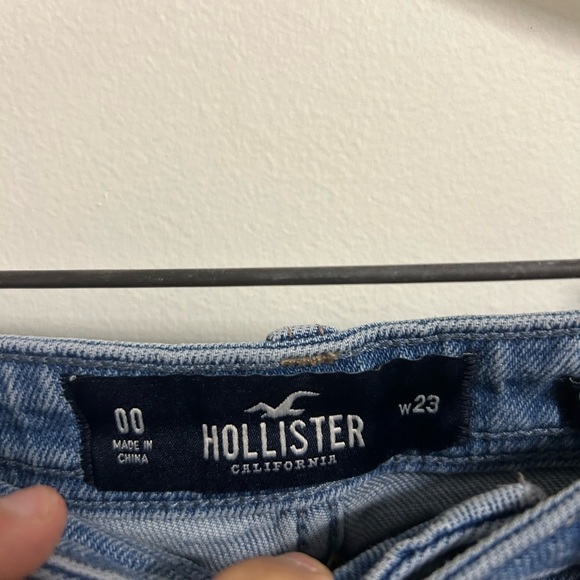 00
MADE IN
CHINA
HOLLISTER
CALIFORNIA
W23